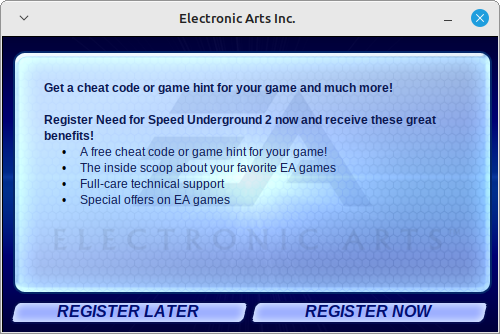 Electronic Arts Inc.
Get a cheat code or game hint for your game and much more!
Register Need for Speed Underground 2 now and receive these great
benefits!
• A free cheat code or game hint for your game!
• The inside scoop about your favorite EA games
• Full-care technical support
• Special offers on EA games
EA
ELECTRONIC ARTS
REGISTER LATER
REGISTER NOW